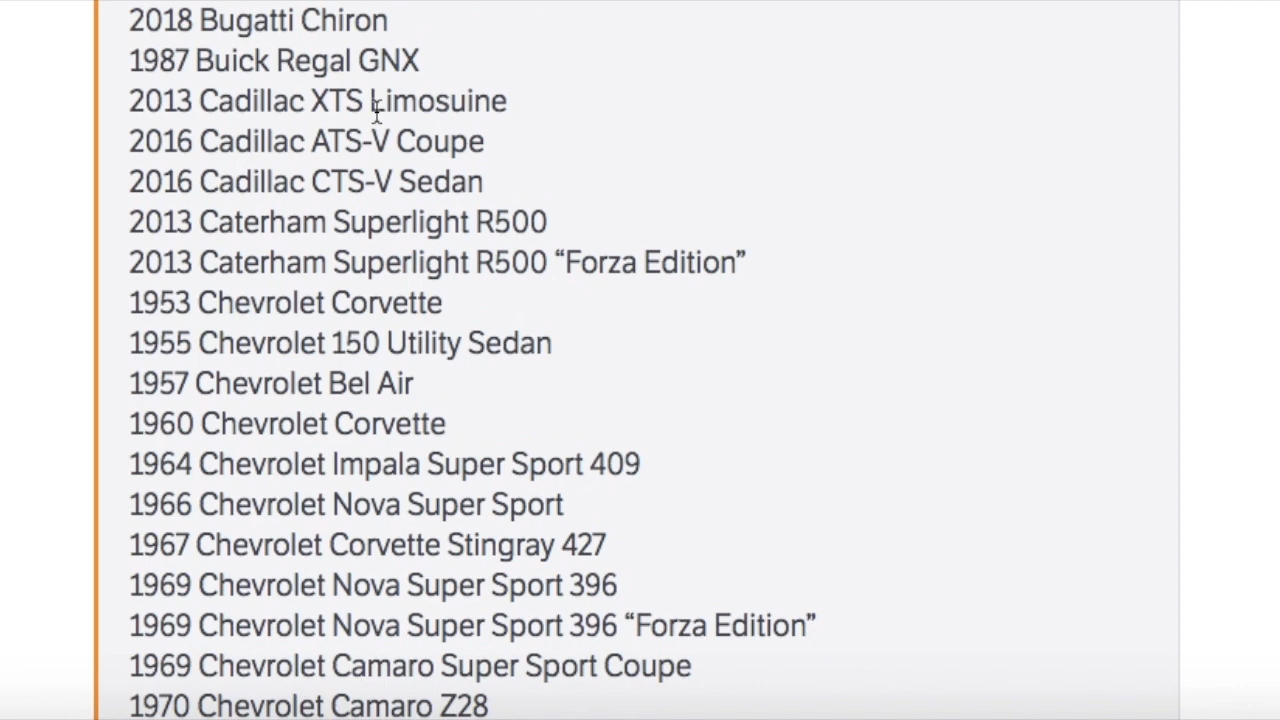 2018 Bugatti Chiron
1987 Buick Regal GNX
2013 Cadillac XTS Limosuine
2016 Cadillac ATS-V Coupe
2016 Cadillac CTS-V Sedan
2013 Caterham Superlight R500
2013 Caterham Superlight R500 “Forza Edition”
1953 Chevrolet Corvette
1955 Chevrolet 150 Utility Sedan
1957 Chevrolet Bel Air
1960 Chevrolet Corvette
1964 Chevrolet Impala Super Sport 409
1966 Chevrolet Nova Super Sport
1967 Chevrolet Corvette Stingray 427
1969 Chevrolet Nova Super Sport 396
1969 Chevrolet Nova Super Sport 396 “Forza Edition”
1969 Chevrolet Camaro Super Sport Coupe
1970 Chevrolet Camaro Z28